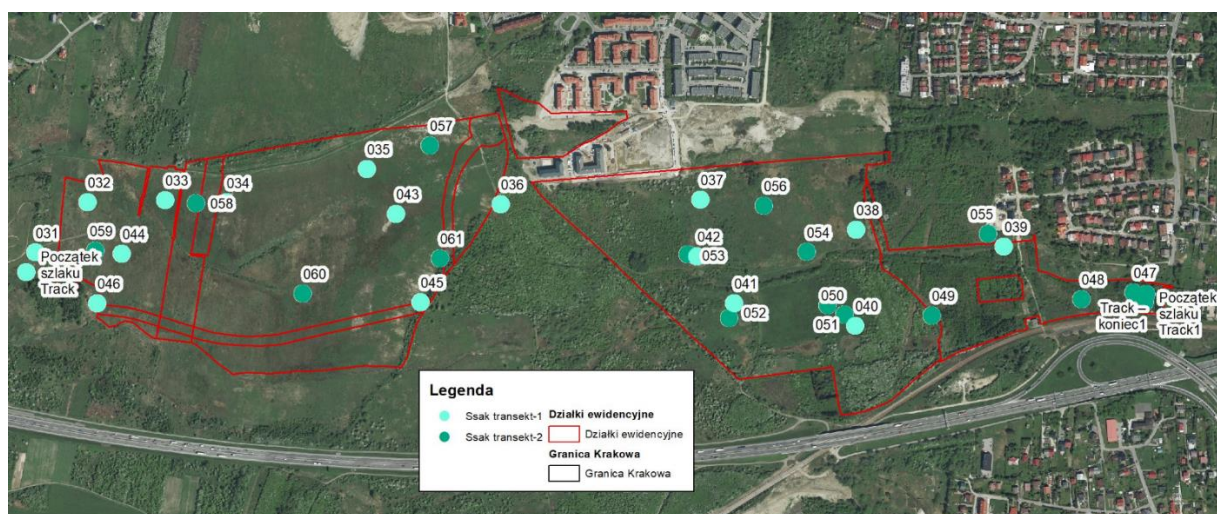 057
035
032
033
034
036
037
056
058
043
038
055
031
059
044
061
042
054
039
053
Początek
szlaku
Track
060
046
045
041
050
040
049
048
047
052
051
Track –
koniec1
Początek
szlaku
Track1
Legenda
Ssak transekt-1
Ssak transekt-2
Działki ewidencyjne
Działki ewidencyjne
Granica Krakowa
Granica Krakowa